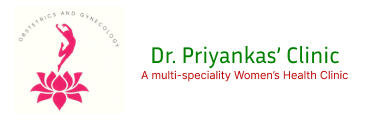 OBSTETRICS AND GYNECOLOGY
Dr. Priyankas’ Clinic
A multi-speciality Women’s Health Clinic